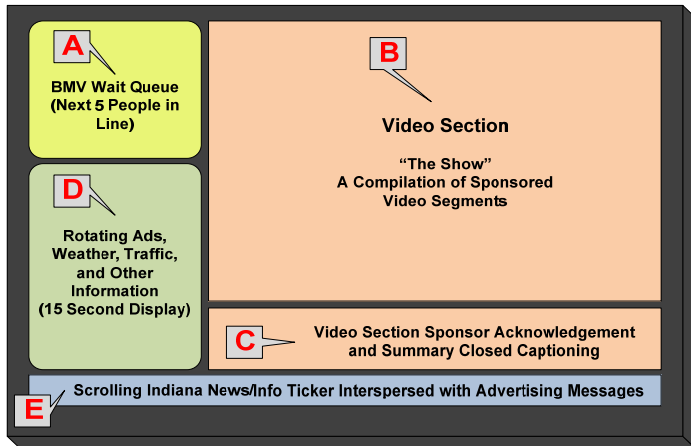 A
BMV Wait Queue
(Next 5 People in
Line)
B
Video Section
“The Show”
A Compilation of Sponsored
Video Segments
D
Rotating Ads,
Weather, Traffic,
and Other
Information
(15 Second Display)
C
Video Section Sponsor Acknowledgement
and Summary Closed Captioning
E
Scrolling Indiana News/Info Ticker Interspersed with Advertising Messages